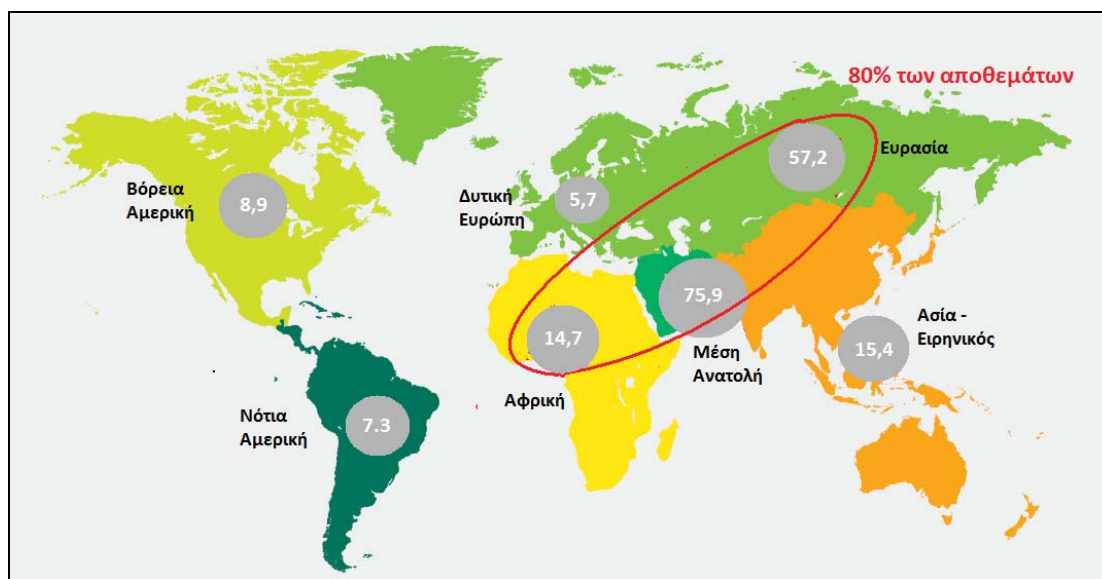 80% των αποθεμάτων
Ευρασία
57,2
Βόρεια
Αμερική
8,9
Δυτική
Ευρώπη
5,7
75,9
Μέση
Ανατολή
Ασία -
Ειρηνικός
15,4
14,7
Αφρική
Νότια
Αμερική
7.3